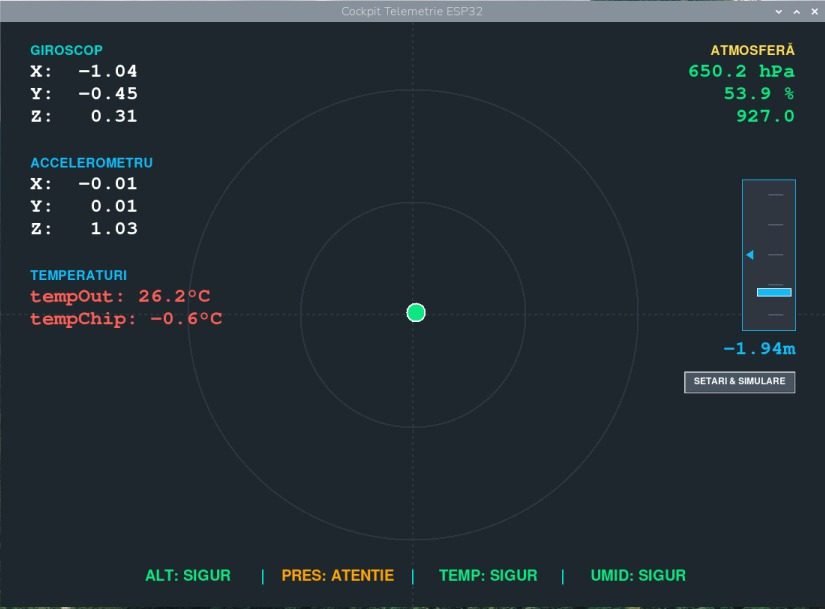 Cockpit Telemetrie ESP32
GIROSCOP
X: -1.04
Y: -0.45
Z: 0.31
ACCELEROMETRU
X: -0.01
Y: 0.01
Z: 1.03
TEMPERATURI
tempOut: 26.2°C
tempChip: -0.6°C
ATMOSFERĂ
650.2 hPa
53.9 %
927.0
-1.94m
SETARI & SIMULARE
ALT: SIGUR | PRES: ATENTIE | TEMP: SIGUR | UMID: SIGUR